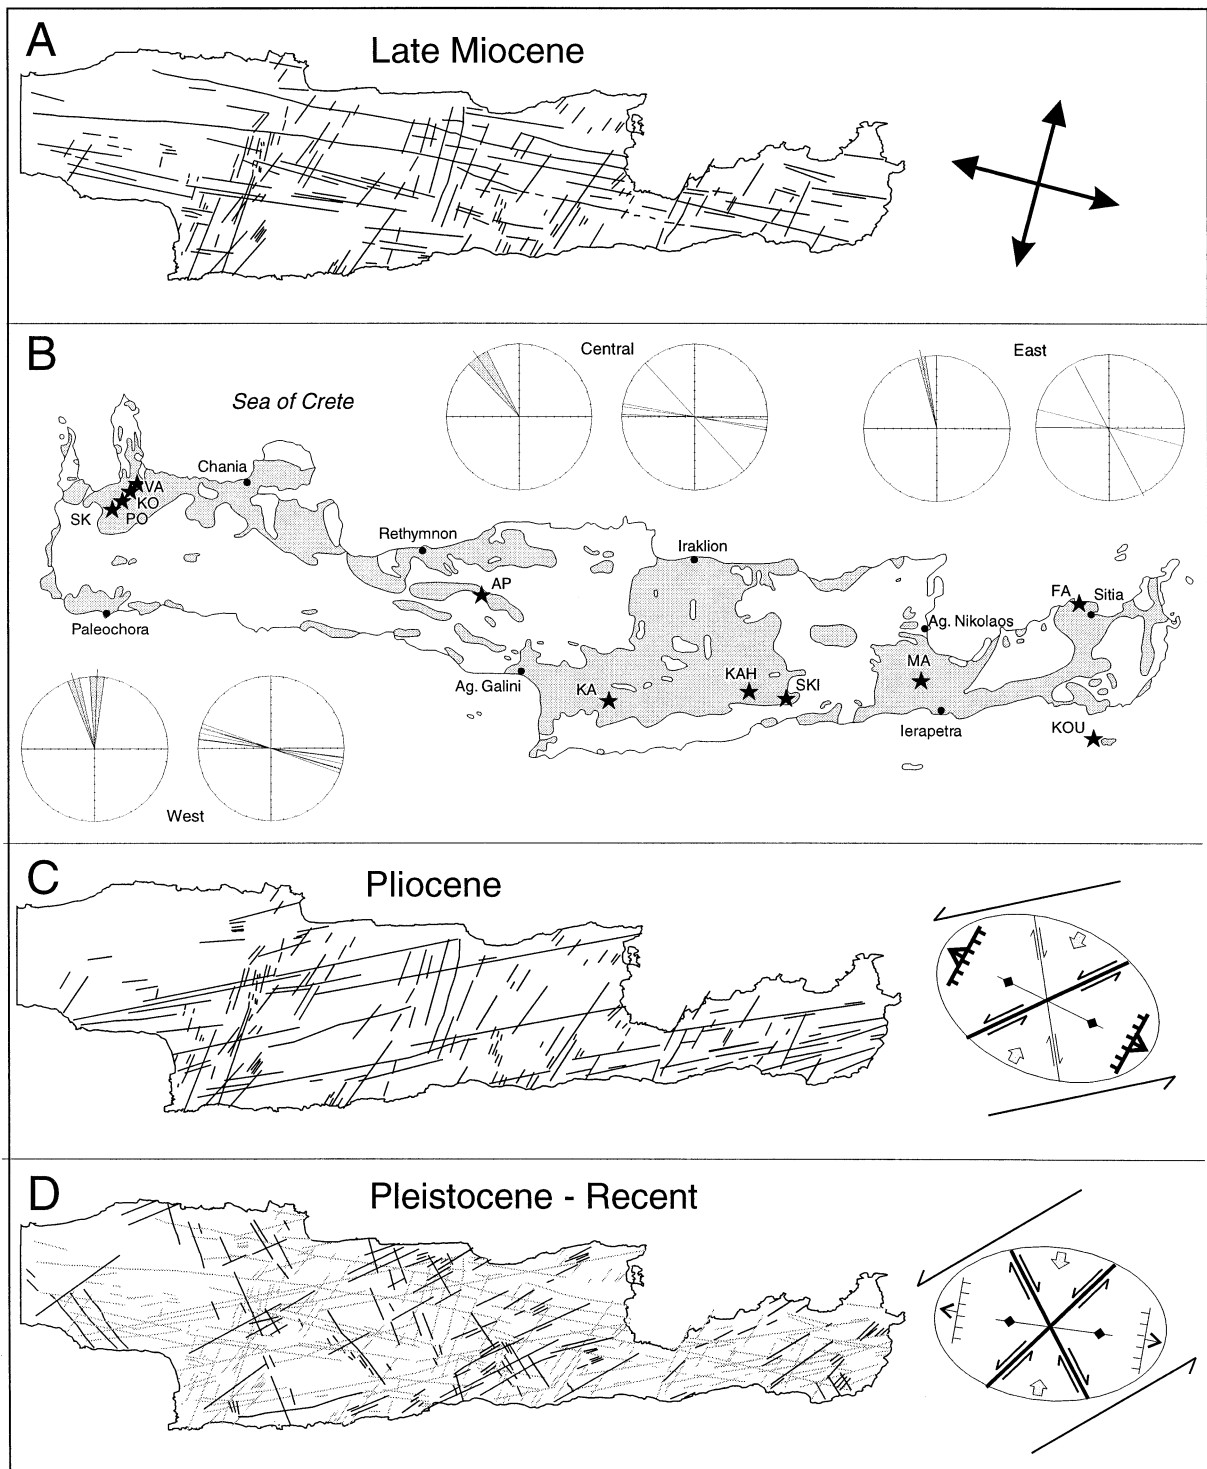 A
Late Miocene
B
Central
East
Sea of Crete
Chania
VA
KO
SK
PO
Rethymnon
Iraklion
AP
FA
Sitia
Paleochora
Ag. Nikolaos
MA
KAH
Ag. Galini
KA
SKI
Ierapetra
KOU
West
C
Pliocene
D
Pleistocene - Recent